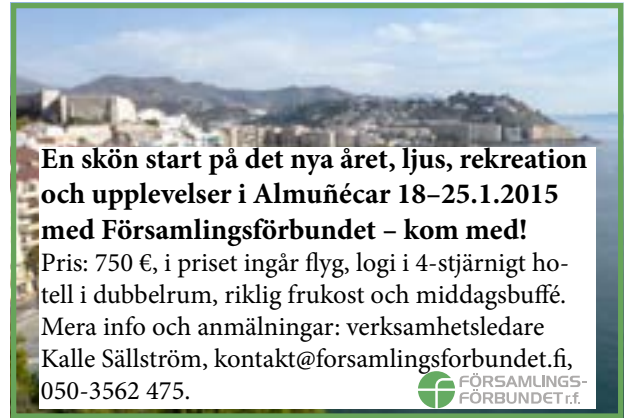 En skön start på det nya året, ljus, rekreation
och upplevelser i Almuñécar 18–25.1.2015
med Församlingsförbundet – kom med!
Pris: 750 €, i priset ingår flyg, logi i 4-stjärnigt ho-
tell i dubbelrum, riklig frukost och middagsbuffé.
Mera info och anmälningar: verksamhetsledare
Kalle Sällström, kontakt@forsamlingsforbundet.fi,
050-3562 475.
FÖRSAMLINGS-
FÖRBUNDET r.f.